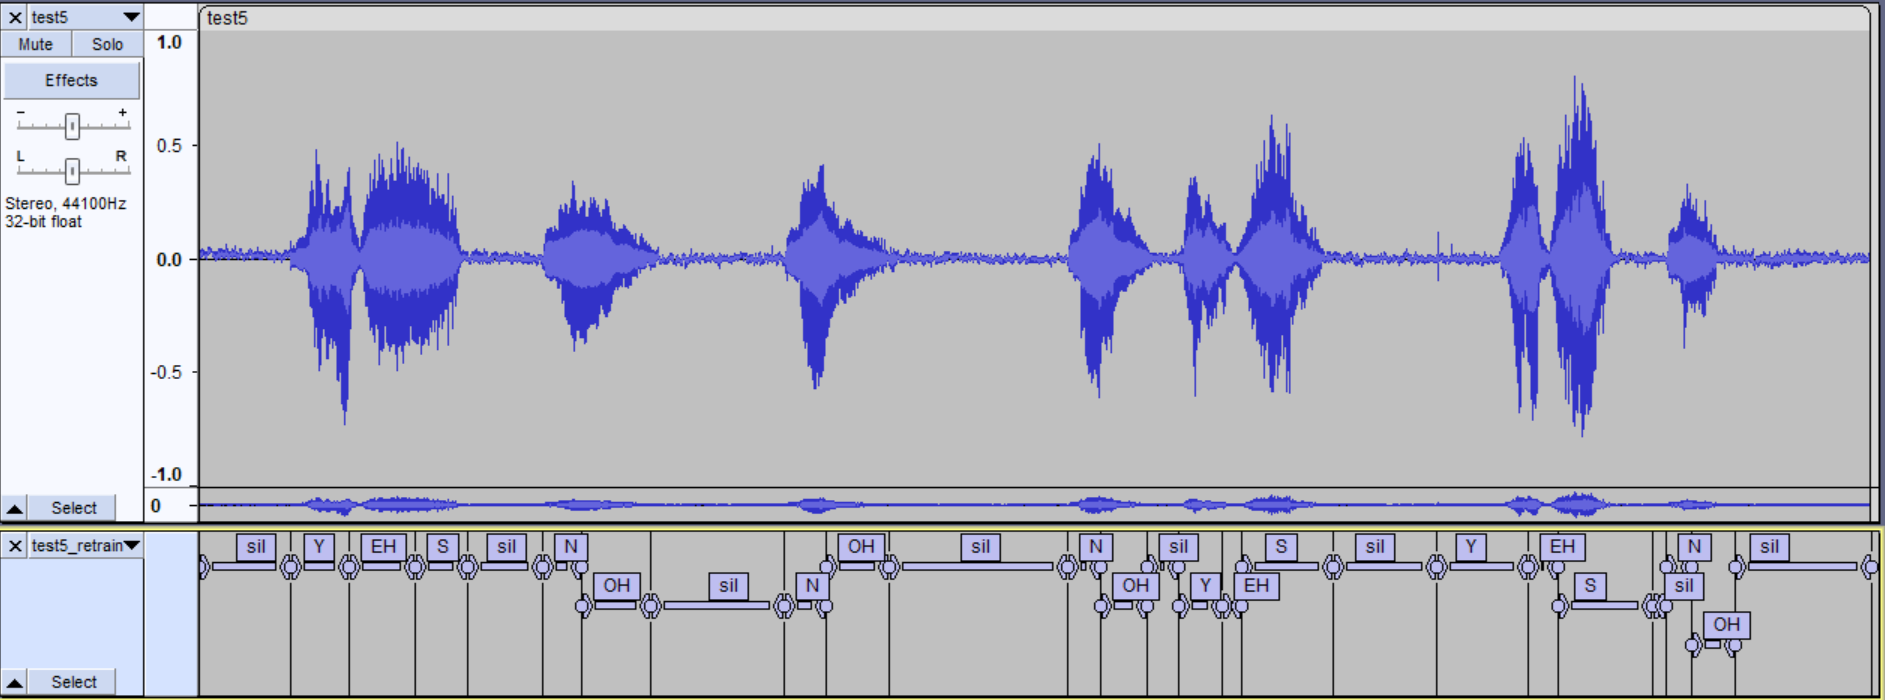 test5
test5
Mute Solo
1.0
Effects
- +
0.5
L R
Stereo, 44100Hz
32-bit float
0.0
-0.5
-1.0
Select
0
test5_retrain
sil Y EH S sil N OH sil N sil S sil Y EH N sil
OH sil N OH Y EH S sil
OH
Select